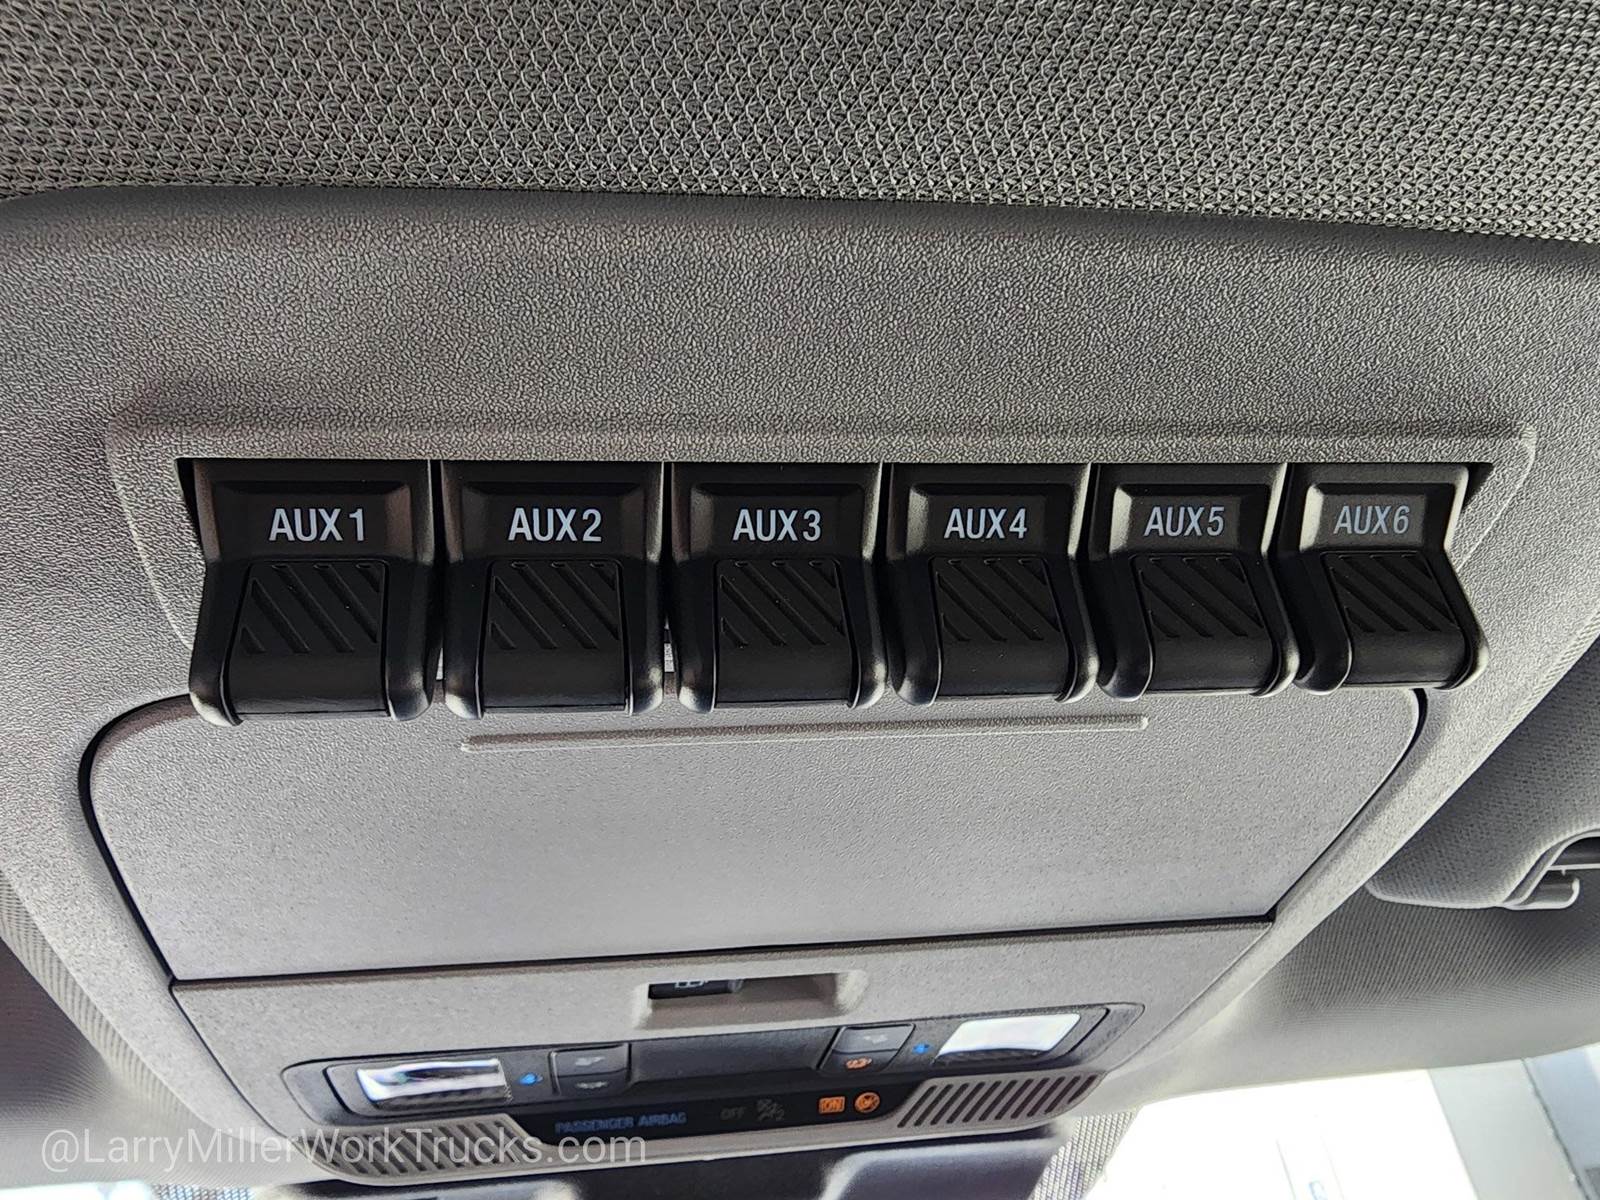 AUX 1 AUX 2 AUX 3 AUX 4 AUX 5 AUX 6
PASSENGER AIRBAG OFF ON
@LarryMillerWorkTrucks.com